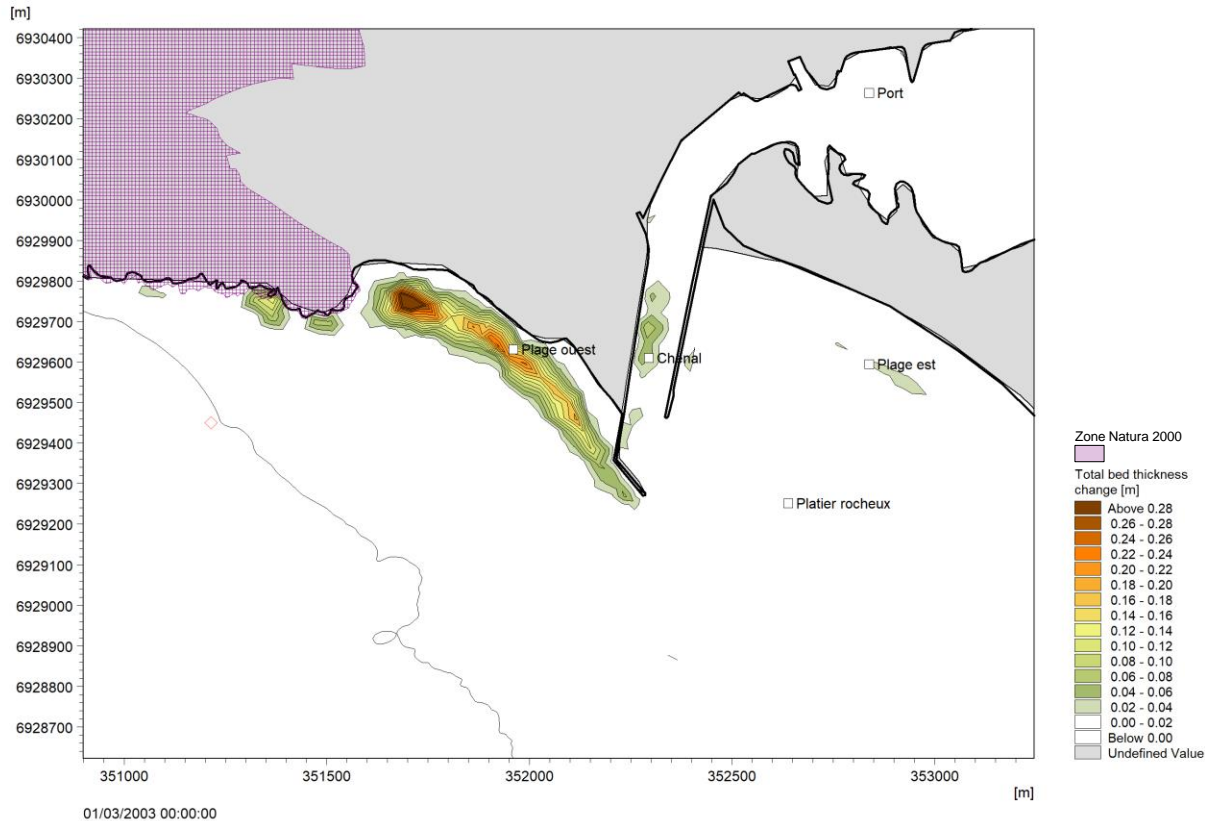 [m]
6930400
6930300
6930200
6930100
6930000
6929900
6929800
6929700
6929600
6929500
6929400
6929300
6929200
6929100
6929000
6928900
6928800
6928700
Port
Plage ouest
Chenal
Plage est
Platier rocheux
351000
351500
352000
352500
353000
[m]
01/03/2003 00:00:00
Zone Natura 2000
Total bed thickness
change [m]
Above 0.28
0.26 - 0.28
0.24 - 0.26
0.22 - 0.24
0.20 - 0.22
0.18 - 0.20
0.16 - 0.18
0.14 - 0.16
0.12 - 0.14
0.10 - 0.12
0.08 - 0.10
0.06 - 0.08
0.04 - 0.06
0.02 - 0.04
0.00 - 0.02
Below 0.00
Undefined Value